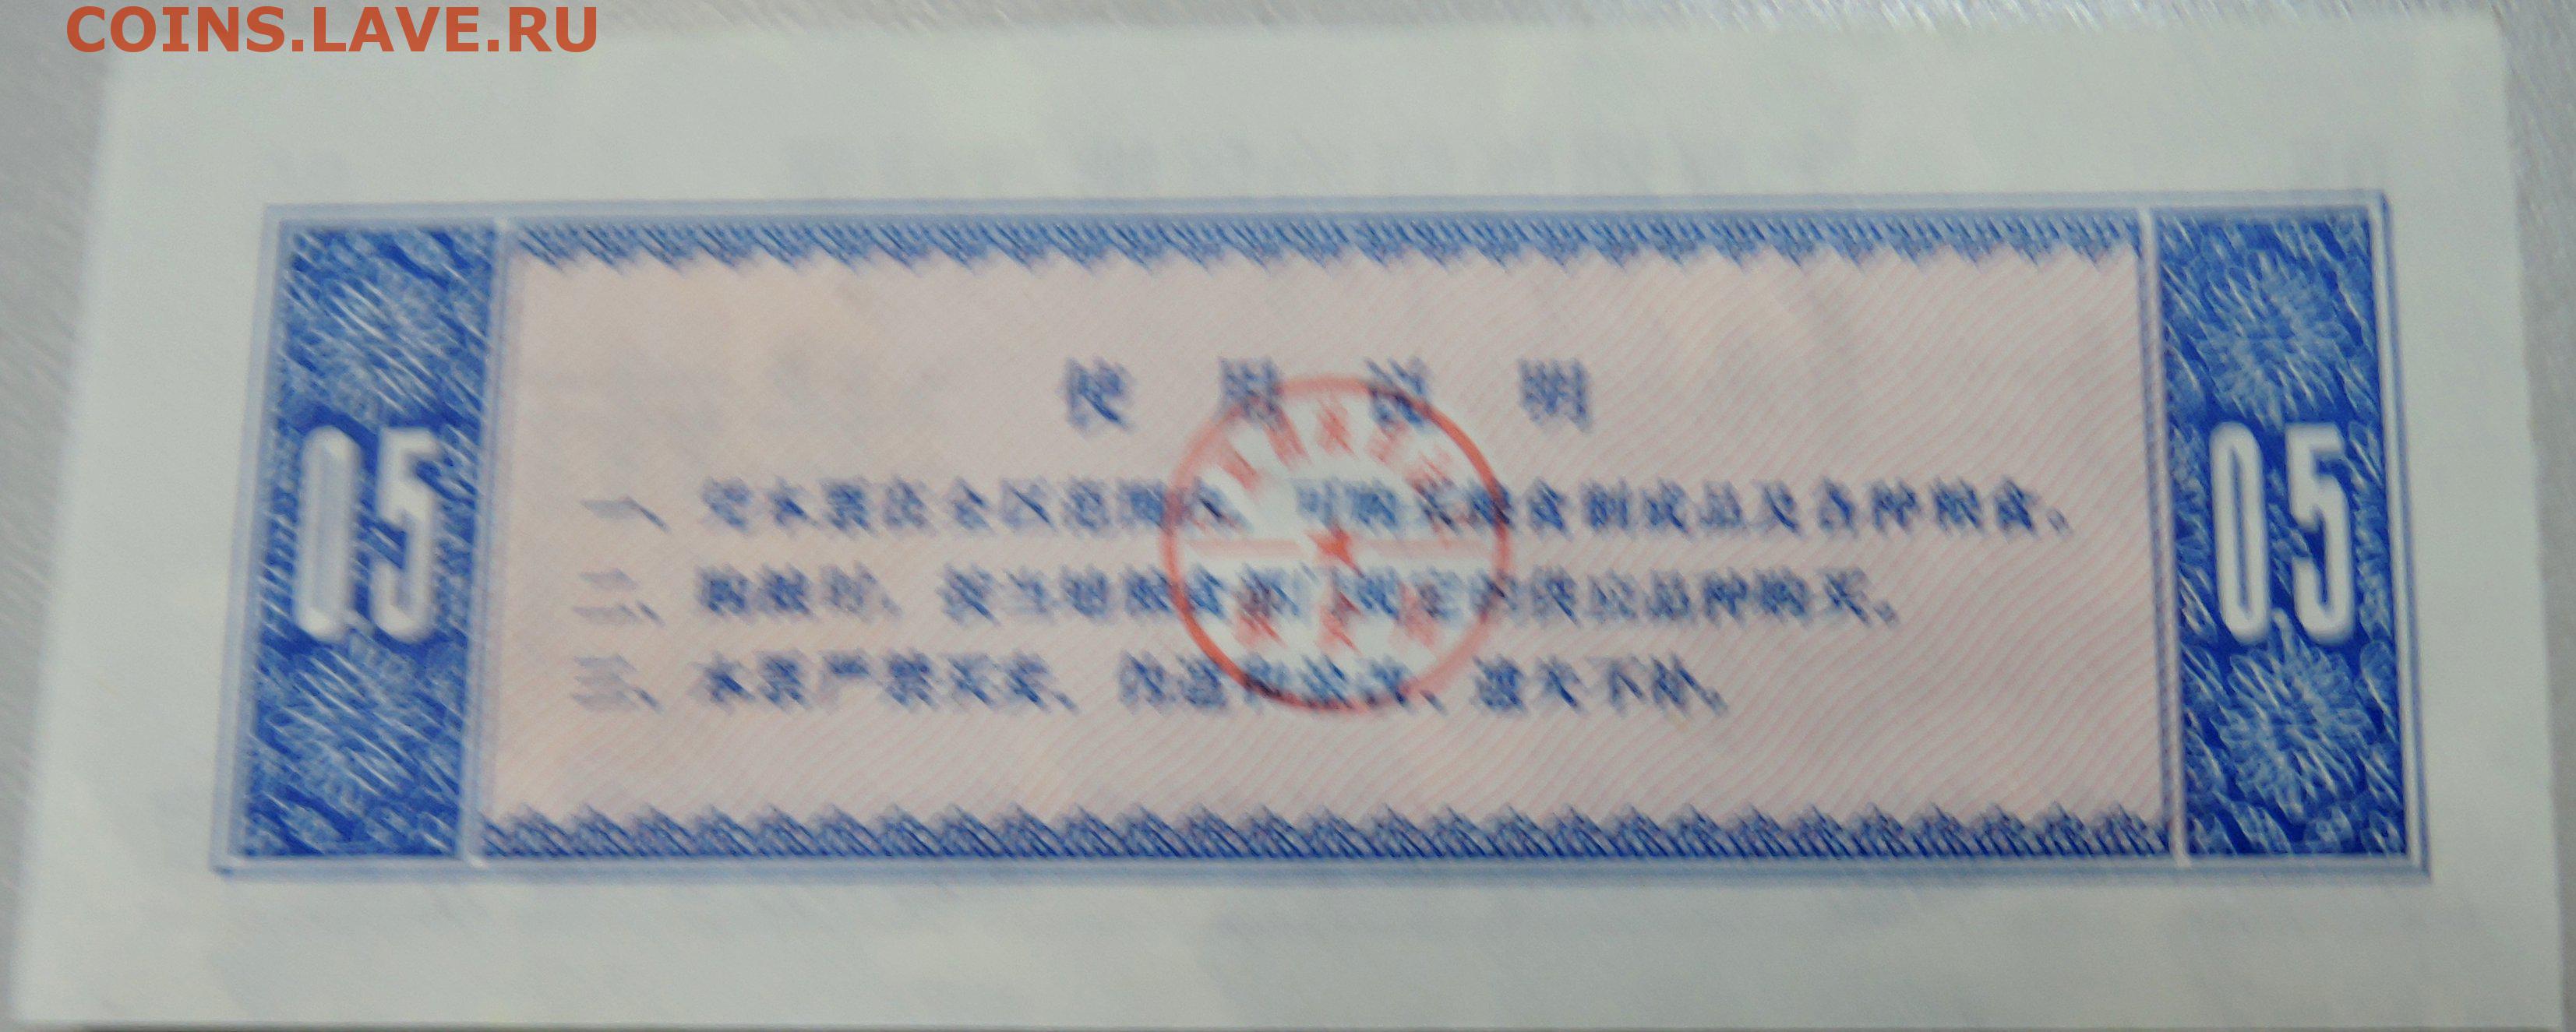 COINS.LAVE.RU
使用说明
0.5
0.5
一、凭本票在全区范围内，可购买粮食制成品及各种粮食。
二、购粮时，按当地粮食部门规定的供应品种购买。
三、本票严禁买卖、伪造和涂改，遗失不补。